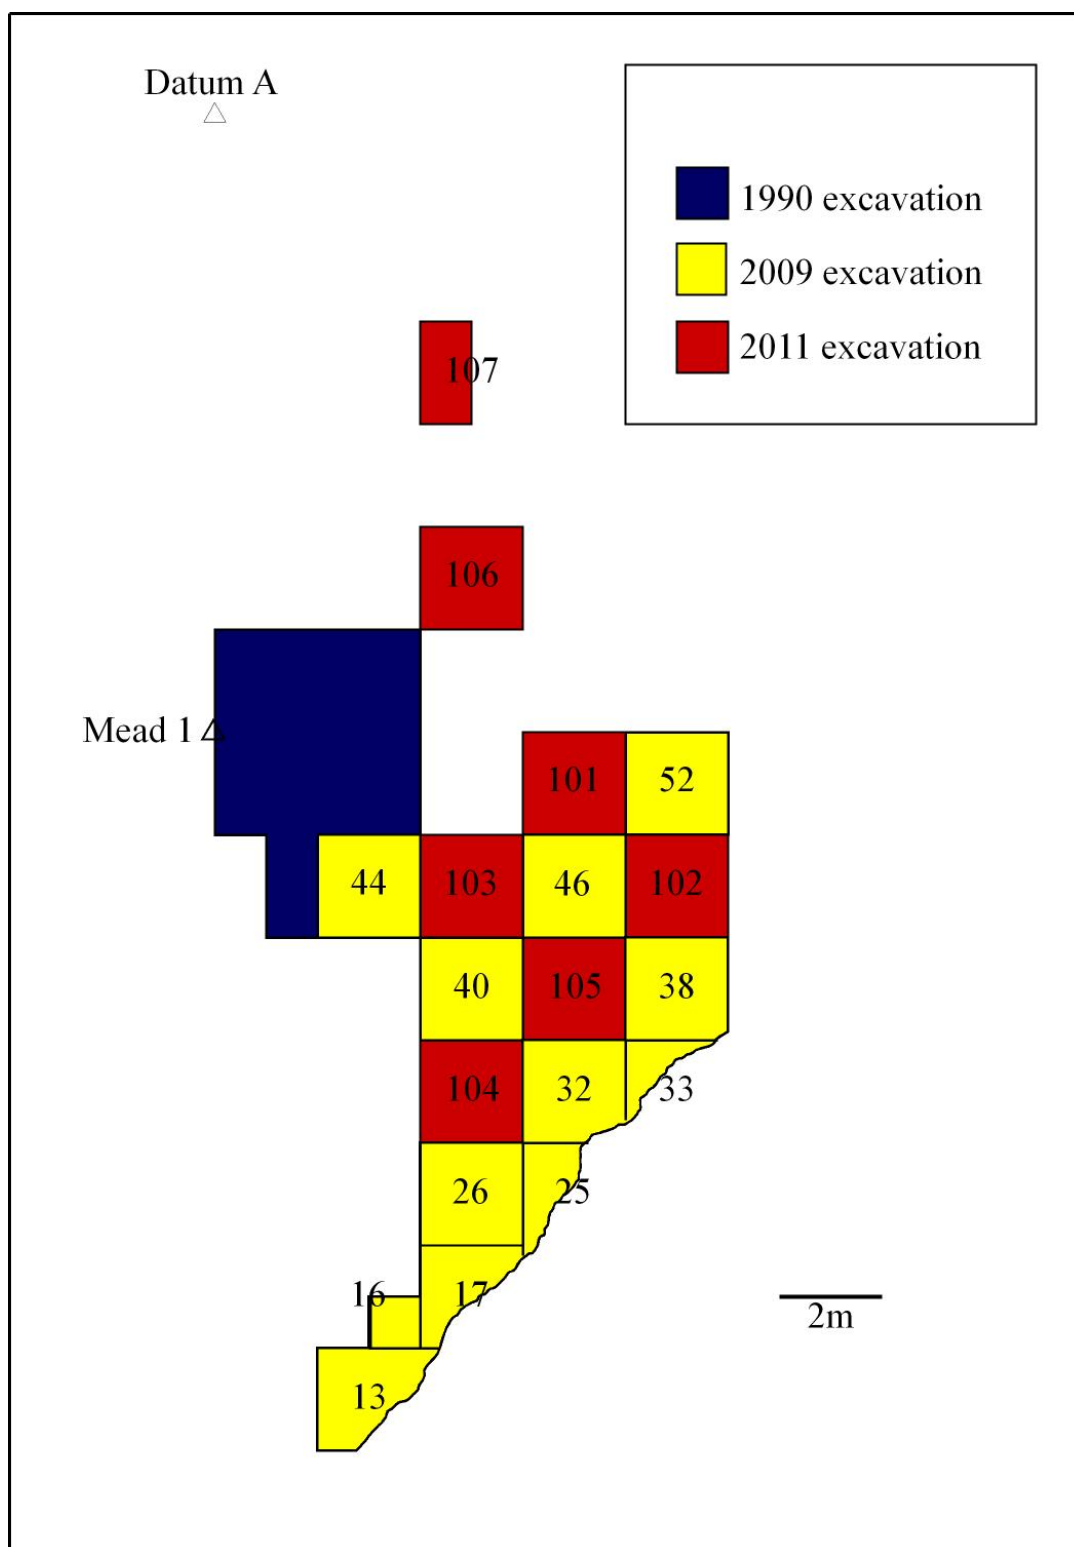 Datum A
1990 excavation
2009 excavation
2011 excavation
107
106
Mead 1
101 52
44 103 46 102
40 105 38
104 32 33
26 25
16 17
2m
13